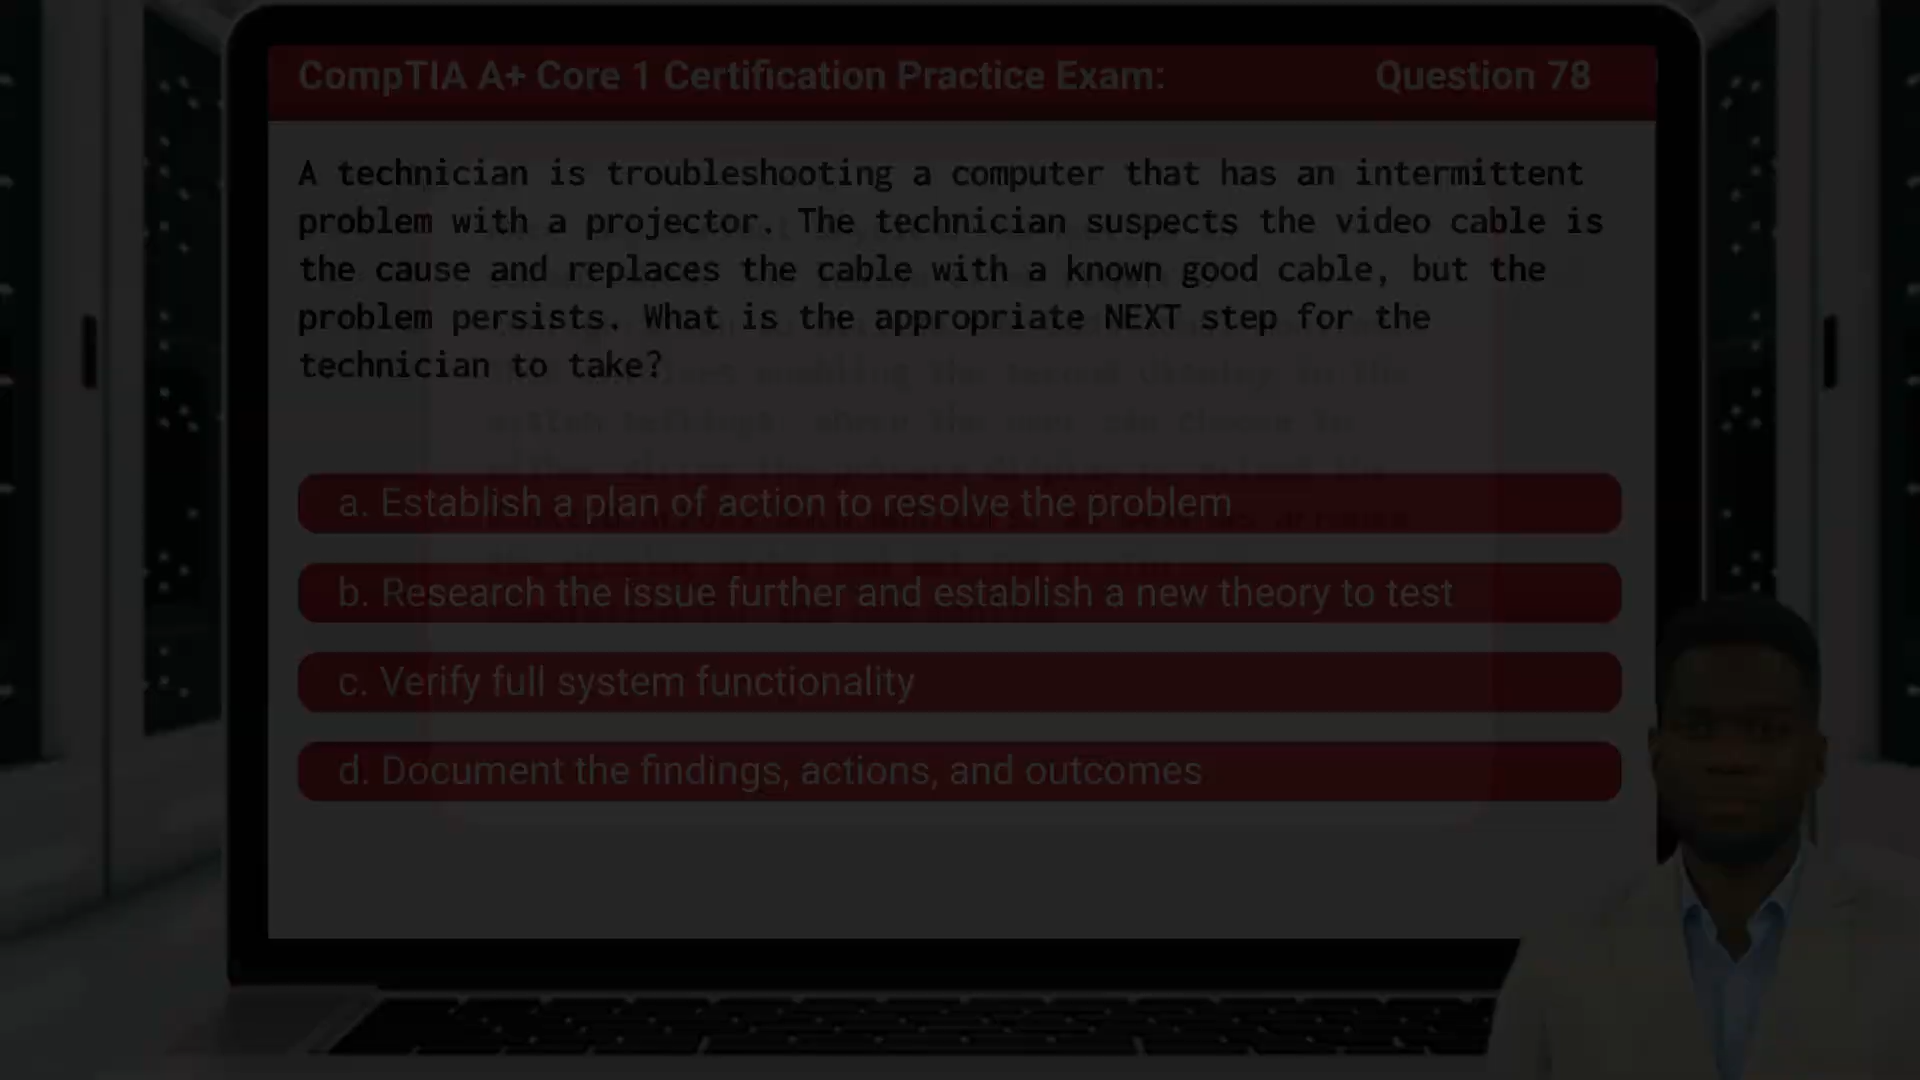 CompTIA A+ Core 1 Certification Practice Exam: Question 78
A technician is troubleshooting a computer that has an intermittent
problem with a projector. The technician suspects the video cable is
the cause and replaces the cable with a known good cable, but the
problem persists. What is the appropriate NEXT step for the
technician to take?
a. Establish a plan of action to resolve the problem
b. Research the issue further and establish a new theory to test
c. Verify full system functionality
d. Document the findings, actions, and outcomes